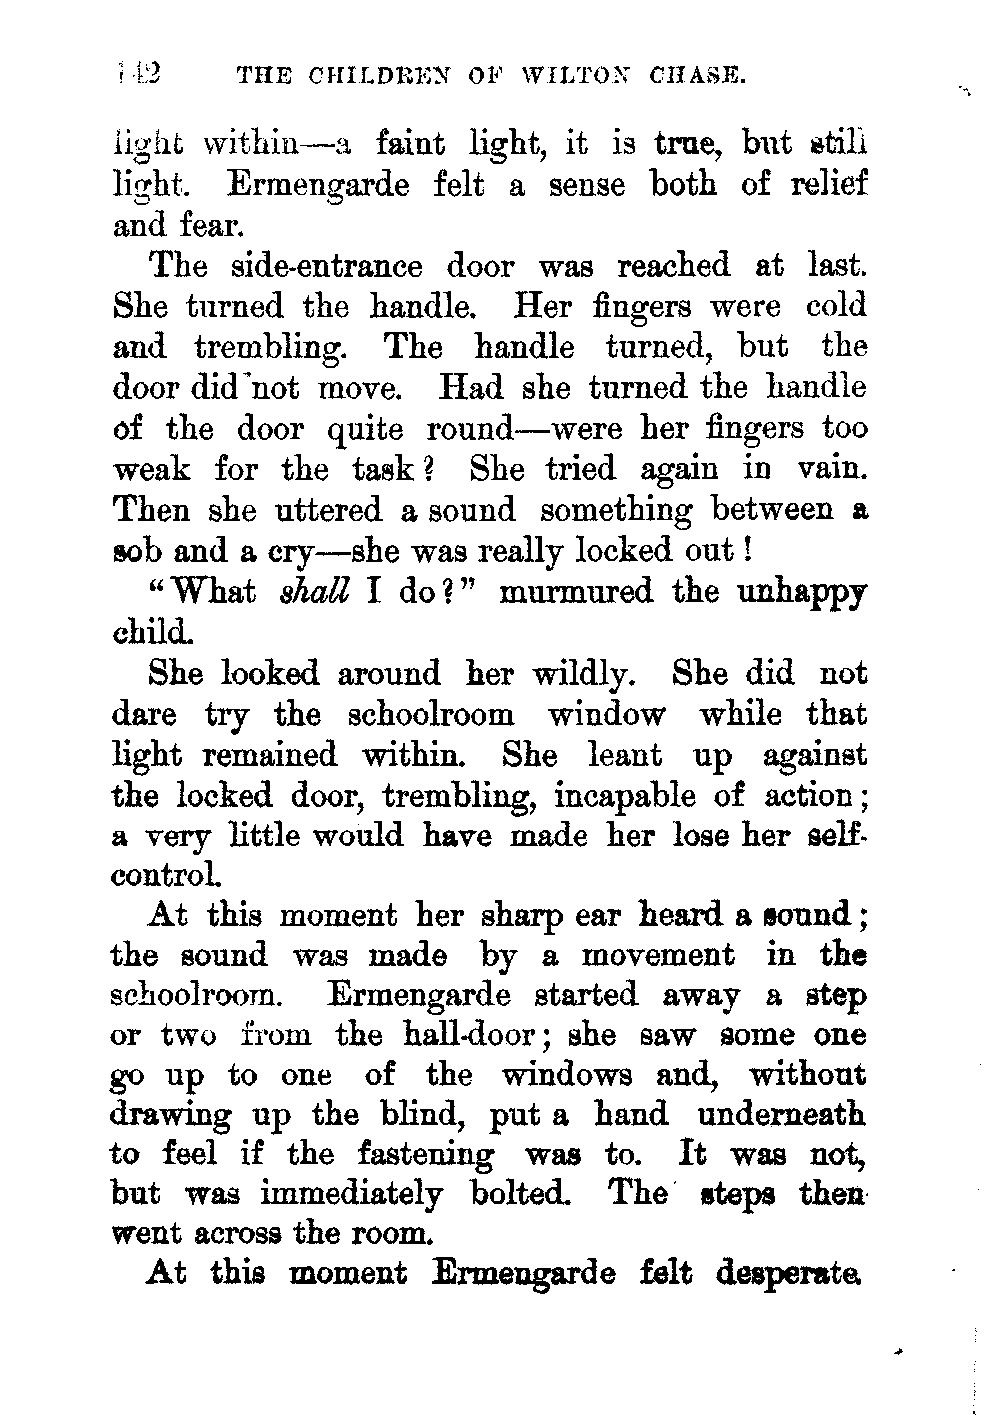 142 THE CHILDREN OF WILTON CHASE.
light within—a faint light, it is true, but still
light. Ermengarde felt a sense both of relief
and fear.
The side-entrance door was reached at last.
She turned the handle. Her fingers were cold
and trembling. The handle turned, but the
door did not move. Had she turned the handle
of the door quite round—were her fingers too
weak for the task? She tried again in vain.
Then she uttered a sound something between a
sob and a cry—she was really locked out!
"What shall I do?" murmured the unhappy
child.
She looked around her wildly. She did not
dare try the schoolroom window while that
light remained within. She leant up against
the locked door, trembling, incapable of action;
a very little would have made her lose her self-
control.
At this moment her sharp ear heard a sound;
the sound was made by a movement in the
schoolroom. Ermengarde started away a step
or two from the hall-door; she saw some one
go up to one of the windows and, without
drawing up the blind, put a hand underneath
to feel if the fastening was to. It was not,
but was immediately bolted. The steps then
went across the room.
At this moment Ermengarde felt desperate.